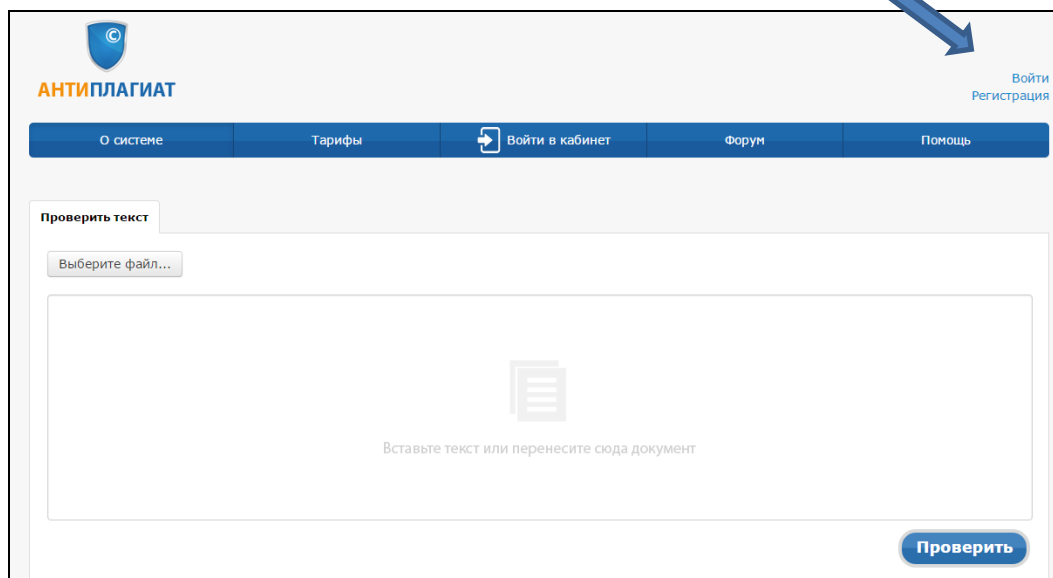 ©
АНТИПЛАГИАТ
Войти
Регистрация
О системе
Тарифы
Войти в кабинет
Форум
Помощь
Проверить текст
Выберите файл...
Вставьте текст или перенесите сюда документ
Проверить